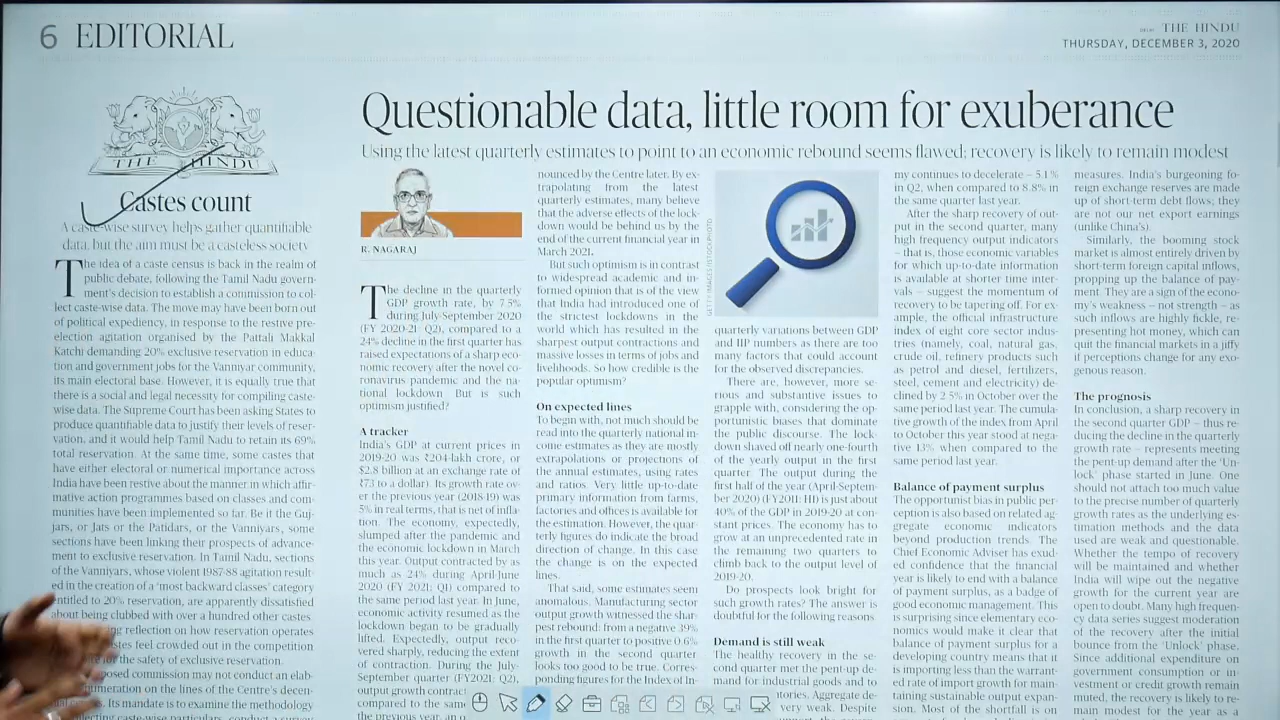 6 EDITORIAL
THE HINDU
THURSDAY, DECEMBER 3, 2020
THE HINDU
Castes count
A caste-wise survey helps gather quantifiable
data, but the aim must be a casteless society
The idea of a caste census is back in the realm of
public debate, following the Tamil Nadu govern-
ment's decision to establish a commission to col-
lect caste-wise data. The move may have been born out
of political expediency, in response to the restive pre-
election agitation organised by the Pattali Makkal
Katchi demanding 20% exclusive reservation in educa-
tion and government jobs for the Vanniyar community,
its main electoral base. However, it is equally true that
there is a social and legal necessity for compiling caste-
wise data. The Supreme Court has been asking States to
produce quantifiable data to justify their levels of reser-
vation, and it would help Tamil Nadu to retain its 69%
total reservation. At the same time, some castes that
have either electoral or numerical importance across
India have been restive about the manner in which affir-
mative action programmes based on classes and com-
munities have been implemented so far. Be it the Guj-
jars, or Jats or the Patidars, or the Vanniyars, some
sections have been linking their prospects of advance-
ment to exclusive reservation. In Tamil Nadu, sections
of the Vanniyars, whose violent 1987-88 agitation result-
ed in the creation of a 'most backward classes' category
entitled to 20% reservation, are apparently dissatisfied
about being clubbed with over a hundred other castes.
reflection on how reservation operates
feel crowded out in the competition
for the safety of exclusive reservation.
commission may not conduct an elab-
on the lines of the Centre's decen-
Its mandate is to examine the methodology
Questionable data, little room for exuberance
Using the latest quarterly estimates to point to an economic rebound seems flawed; recovery is likely to remain modest
R. NAGARAJ
The decline in the quarterly
GDP growth rate, by 7.5%
during July-September 2020
(FY 2020-21: Q2), compared to a
24% decline in the first quarter has
raised expectations of a sharp eco-
nomic recovery after the novel co-
ronavirus pandemic and the na-
tional lockdown. But is such
optimism justified?
A tracker
India's GDP at current prices in
2019-20 was ₹204-lakh crore, or
$2.8 billion at an exchange rate of
₹73 to a dollar. Its growth rate ov-
er the previous year (2018-19) was
5% in real terms, that is net of infla-
tion. The economy, expectedly,
slumped after the pandemic and
the economic lockdown in March
this year. Output contracted by as
much as 24% during April-June
2020 (FY 2021: Q1) compared to
the same period last year. In June,
economic activity resumed as the
lockdown began to be gradually
lifted. Expectedly, output reco-
vered sharply, reducing the extent
of contraction. During the July-
September quarter (FY2021: Q2),
output growth contract
compared to the same
nounced by the Centre later. By ex-
trapolating from the latest
quarterly estimates, many believe
that the adverse effects of the lock-
down would be behind us by the
end of the current financial year in
March 2021.
But such optimism is in contrast
to widespread academic and in-
formed opinion that is of the view
that India had introduced one of
the strictest lockdowns in the
world which has resulted in the
sharpest output contractions and
massive losses in terms of jobs and
livelihoods. So how credible is the
popular optimism?
On expected lines
To begin with, not much should be
read into the quarterly national in-
come estimates as they are mostly
extrapolations or projections of
the annual estimates, using rates
and ratios. Very little up-to-date
primary information from farms,
factories and offices is available for
the estimation. However, the quar-
terly figures do indicate the broad
direction of change. In this case
the change is on the expected
lines.
That said, some estimates seem
anomalous. Manufacturing sector
output growth witnessed the shar-
pest rebound: from a negative 39%
in the first quarter to positive 0.6%
growth in the second quarter
looks too good to be true. Corres-
ponding figures for the Index of In-
GETTY IMAGES/ISTOCKPHOTO
quarterly variations between GDP
and IIP numbers as there are too
many factors that could account
for the observed discrepancies.
There are, however, more se-
rious and substantive issues to
grapple with, considering the op-
portunistic biases that dominate
the public discourse. The lock-
down shaved off nearly one-fourth
of the yearly output in the first
quarter. The output during the
first half of the year (April-Septem-
ber 2020) (FY2011: H1) is just about
40% of the GDP in 2019-20 at con-
stant prices. The economy has to
grow at an unprecedented rate in
the remaining two quarters to
climb back to the output level of
2019-20.
Do prospects look bright for
such growth rates? The answer is
doubtful for the following reasons.
Demand is still weak
The healthy recovery in the se-
cond quarter met the pent-up de-
mand for industrial goods and to
tories. Aggregate de-
very weak. Despite
my continues to decelerate – 5.1%
in Q2, when compared to 8.8% in
the same quarter last year.
After the sharp recovery of out-
put in the second quarter, many
high frequency output indicators
– that is, those economic variables
for which up-to-date information
is available at shorter time inter-
vals – suggest the momentum of
recovery to be tapering off. For ex-
ample, the official infrastructure
index of eight core sector indus-
tries (namely, coal, natural gas,
crude oil, refinery products such
as petrol and diesel, fertilizers,
steel, cement and electricity) de-
clined by 2.5% in October over the
same period last year. The cumula-
tive growth of the index from April
to October this year stood at nega-
tive 13% when compared to the
same period last year.
Balance of payment surplus
The opportunist bias in public per-
ception is also based on related ag-
gregate economic indicators
beyond production trends. The
Chief Economic Adviser has exud-
ed confidence that the financial
year is likely to end with a balance
of payment surplus, as a badge of
good economic management. This
is surprising since elementary eco-
nomics would make it clear that
balance of payment surplus for a
developing country means that it
is importing less than the warrant-
ed rate of import growth for main-
taining sustainable output expan-
sion. Most of the shortfall is on
measures. India's burgeoning fo-
reign exchange reserves are made
up of short-term debt flows; they
are not our net export earnings
(unlike China's).
Similarly, the booming stock
market is almost entirely driven by
short-term foreign capital inflows,
propping up the balance of pay-
ment. They are a sign of the econo-
my's weakness – not strength – as
such inflows are highly fickle, re-
presenting hot money, which can
quit the financial markets in a jiffy
if perceptions change for any exo-
genous reason.
The prognosis
In conclusion, a sharp recovery in
the second quarter GDP – thus re-
ducing the decline in the quarterly
growth rate – represents meeting
the pent-up demand after the 'Un-
lock' phase started in June. One
should not attach too much value
to the precise number of quarterly
growth rates as the underlying es-
timation methods and the data
used are weak and questionable.
Whether the tempo of recovery
will be maintained and whether
India will wipe out the negative
growth for the current year are
open to doubt. Many high frequen-
cy data series suggest moderation
of the recovery after the initial
bounce from the 'Unlock' phase.
Since additional expenditure on
government consumption or in-
vestment or credit growth remain
muted, the recovery is likely to re-
main modest for the year as a